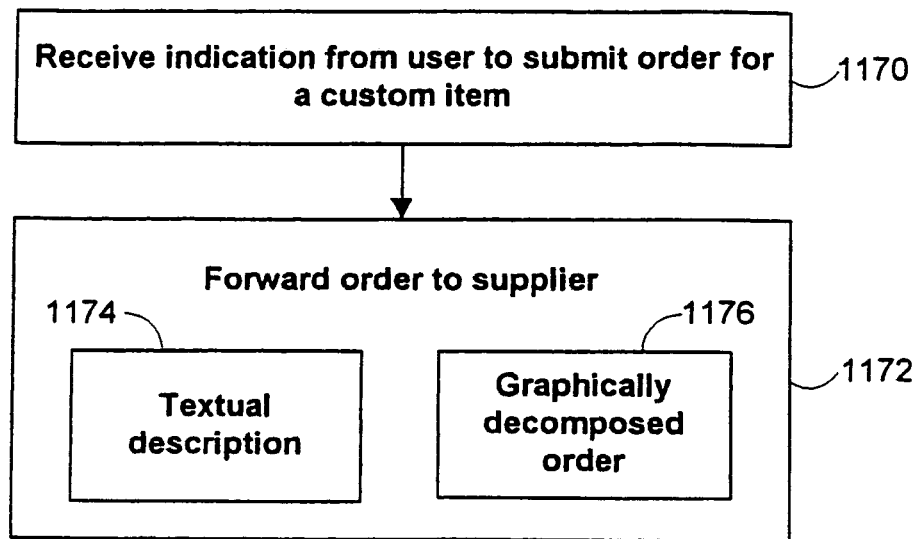 Receive indication from user to submit order for
a custom item
1170
Forward order to supplier
1174
1176
Textual
description
Graphically
decomposed
order
1172